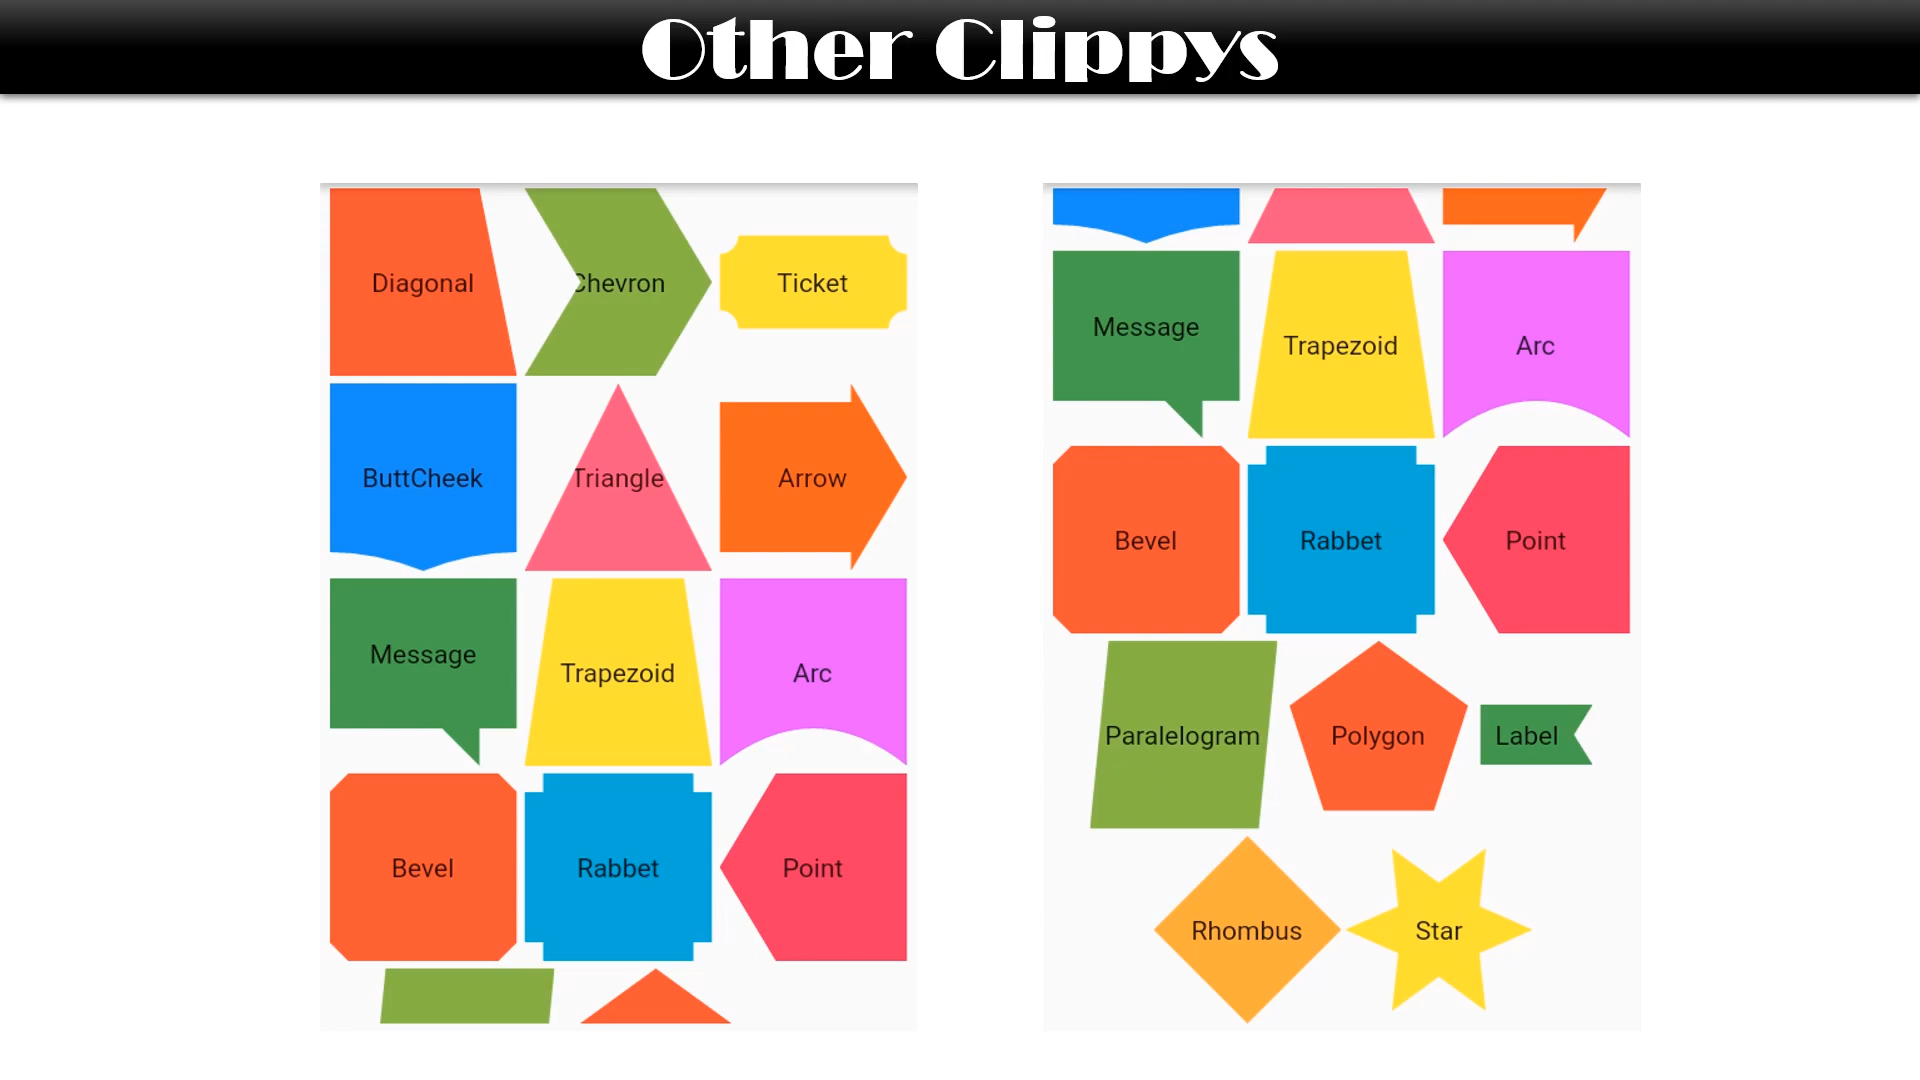 Other Clippys
Diagonal
Chevron
Ticket
ButtCheek
Triangle
Arrow
Message
Trapezoid
Arc
Bevel
Rabbet
Point
Message
Trapezoid
Arc
Bevel
Rabbet
Point
Paralelogram
Polygon
Label
Rhombus
Star